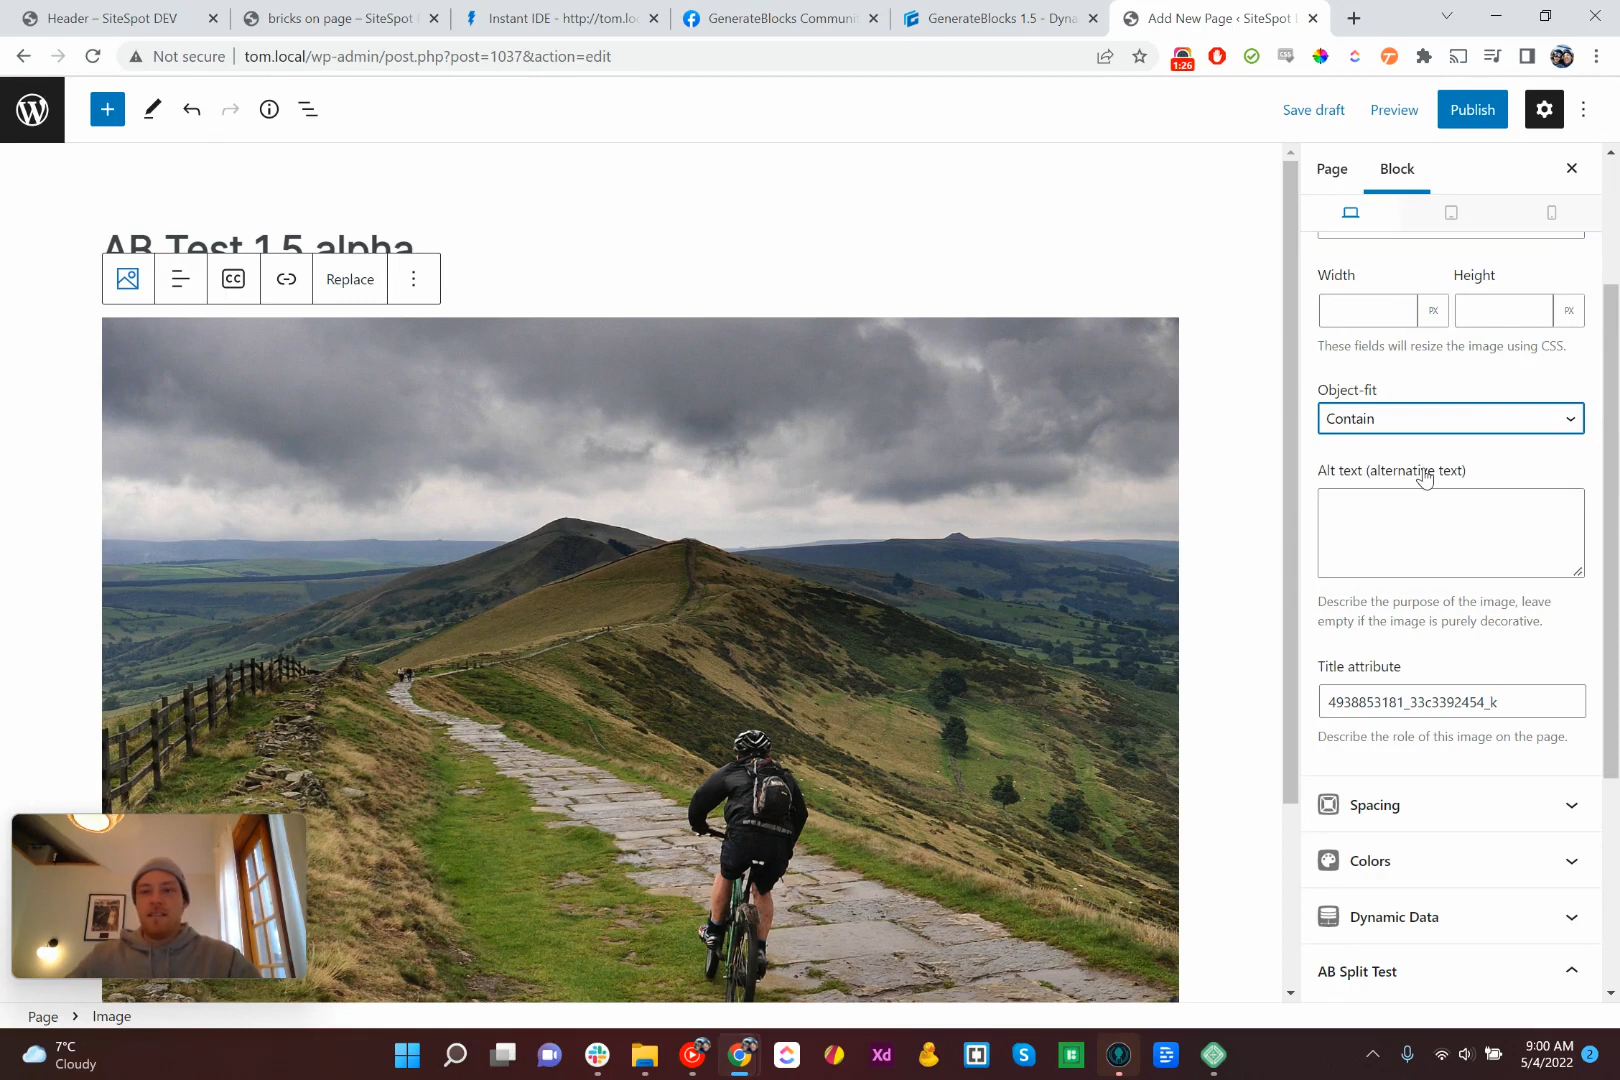 Header – SiteSpot DEV
bricks on page – SiteSpot
Instant IDE - http://tom.lo
GenerateBlocks Communi
GenerateBlocks 1.5 - Dyna
Add New Page ‹ SiteSpot
Not secure
tom.local/wp-admin/post.php?post=1037&action=edit
1:26
Save draft
Preview
Publish
Page
Block
AB Test 1.5 alpha
CC
Replace
Width
Height
PX
PX
These fields will resize the image using CSS.
Object-fit
Contain
Alt text (alternative text)
Describe the purpose of the image, leave
empty if the image is purely decorative.
Title attribute
4938853181_33c3392454_k
Describe the role of this image on the page.
Spacing
Colors
Dynamic Data
AB Split Test
Page
Image
7°C
Cloudy
Xd
9:00 AM
5/4/2022
2